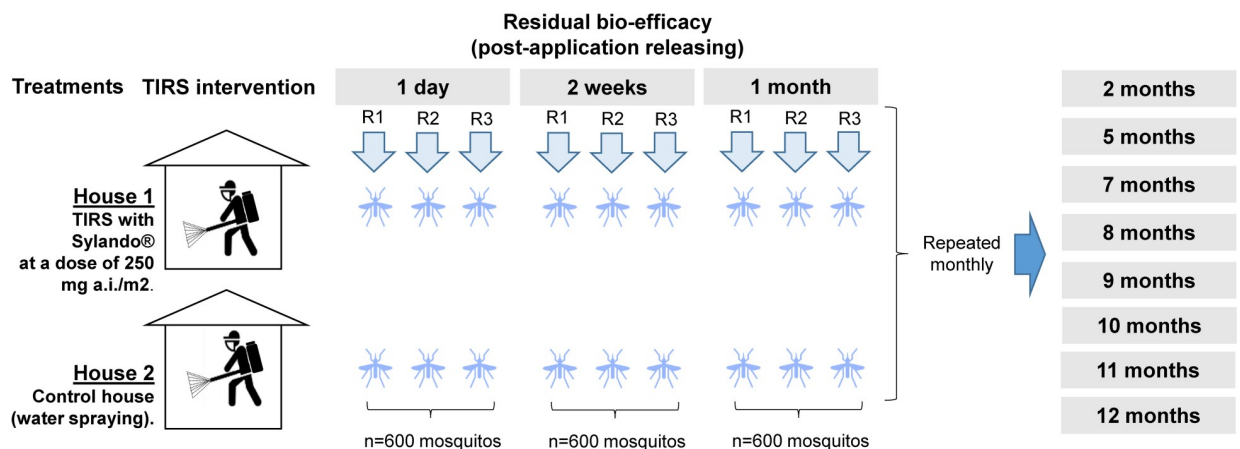 Residual bio-efficacy
(post-application releasing)
Treatments TIRS intervention 1 day 2 weeks 1 month
R1 R2 R3 R1 R2 R3 R1 R2 R3
House 1
TIRS with
Sylando®
at a dose of 250
mg a.i./m2.
House 2
Control house
(water spraying).
n=600 mosquitos n=600 mosquitos n=600 mosquitos
Repeated
monthly
2 months
5 months
7 months
8 months
9 months
10 months
11 months
12 months